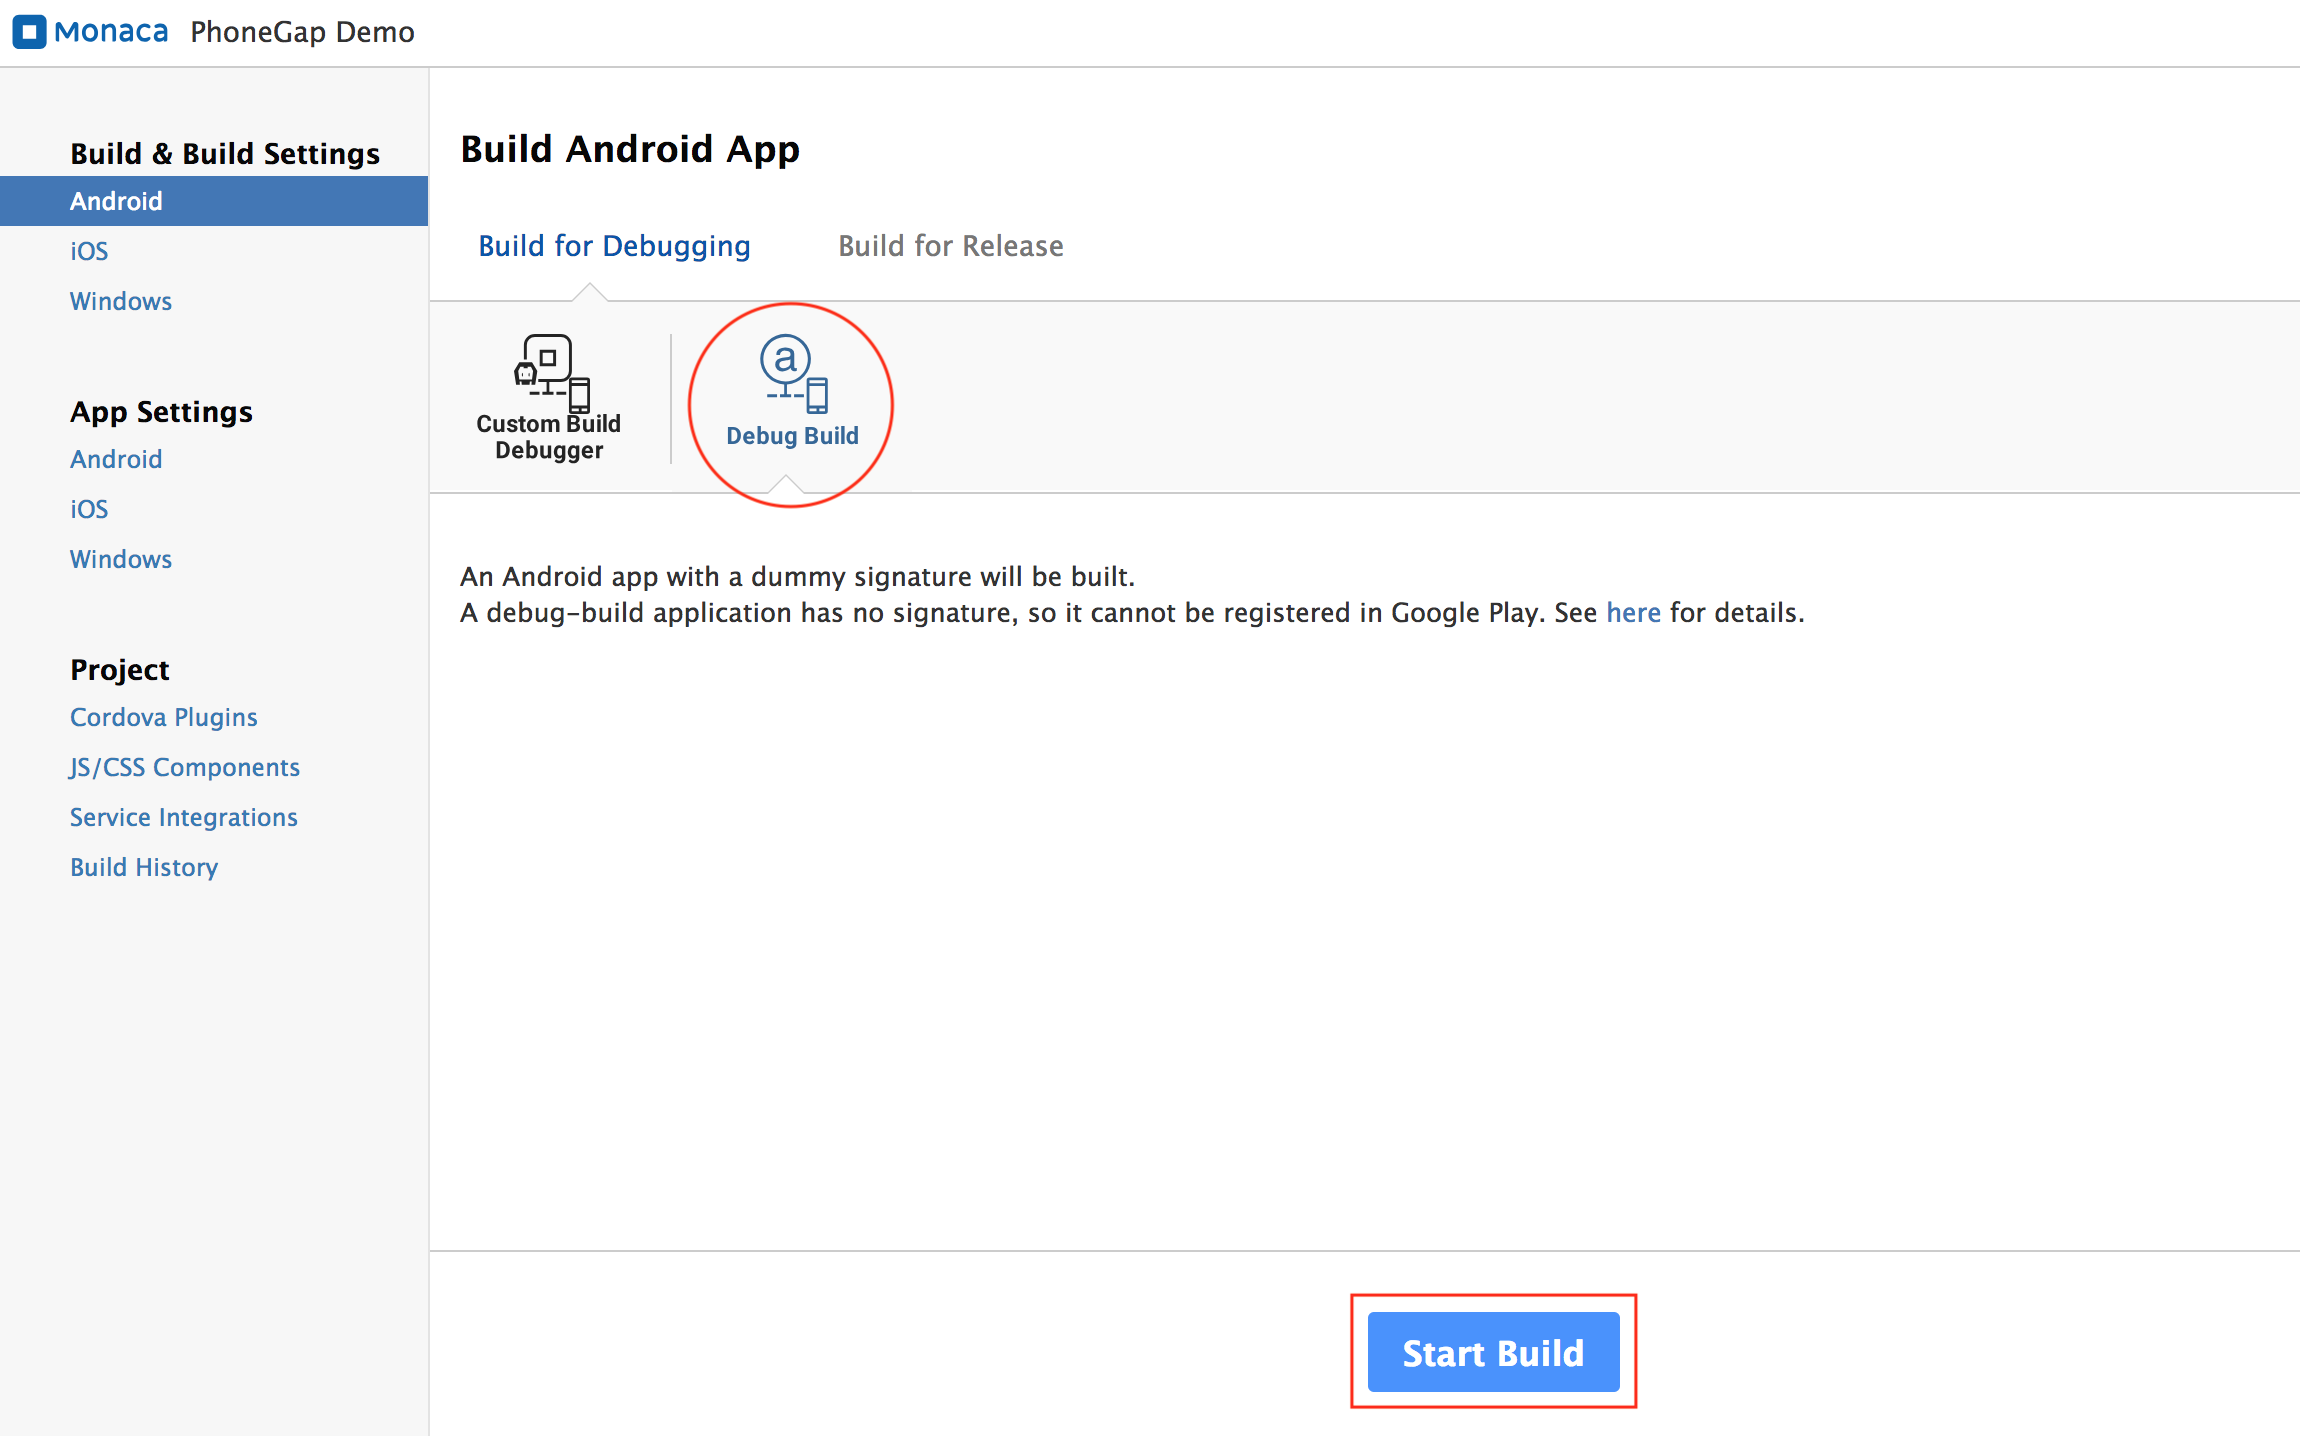 Monaca PhoneGap Demo
Build & Build Settings
Android
iOS
Windows
App Settings
Android
iOS
Windows
Project
Cordova Plugins
JS/CSS Components
Service Integrations
Build History
Build Android App
Build for Debugging Build for Release
Custom Build
Debugger
a
Debug Build
An Android app with a dummy signature will be built.
A debug-build application has no signature, so it cannot be registered in Google Play. See here for details.
Start Build